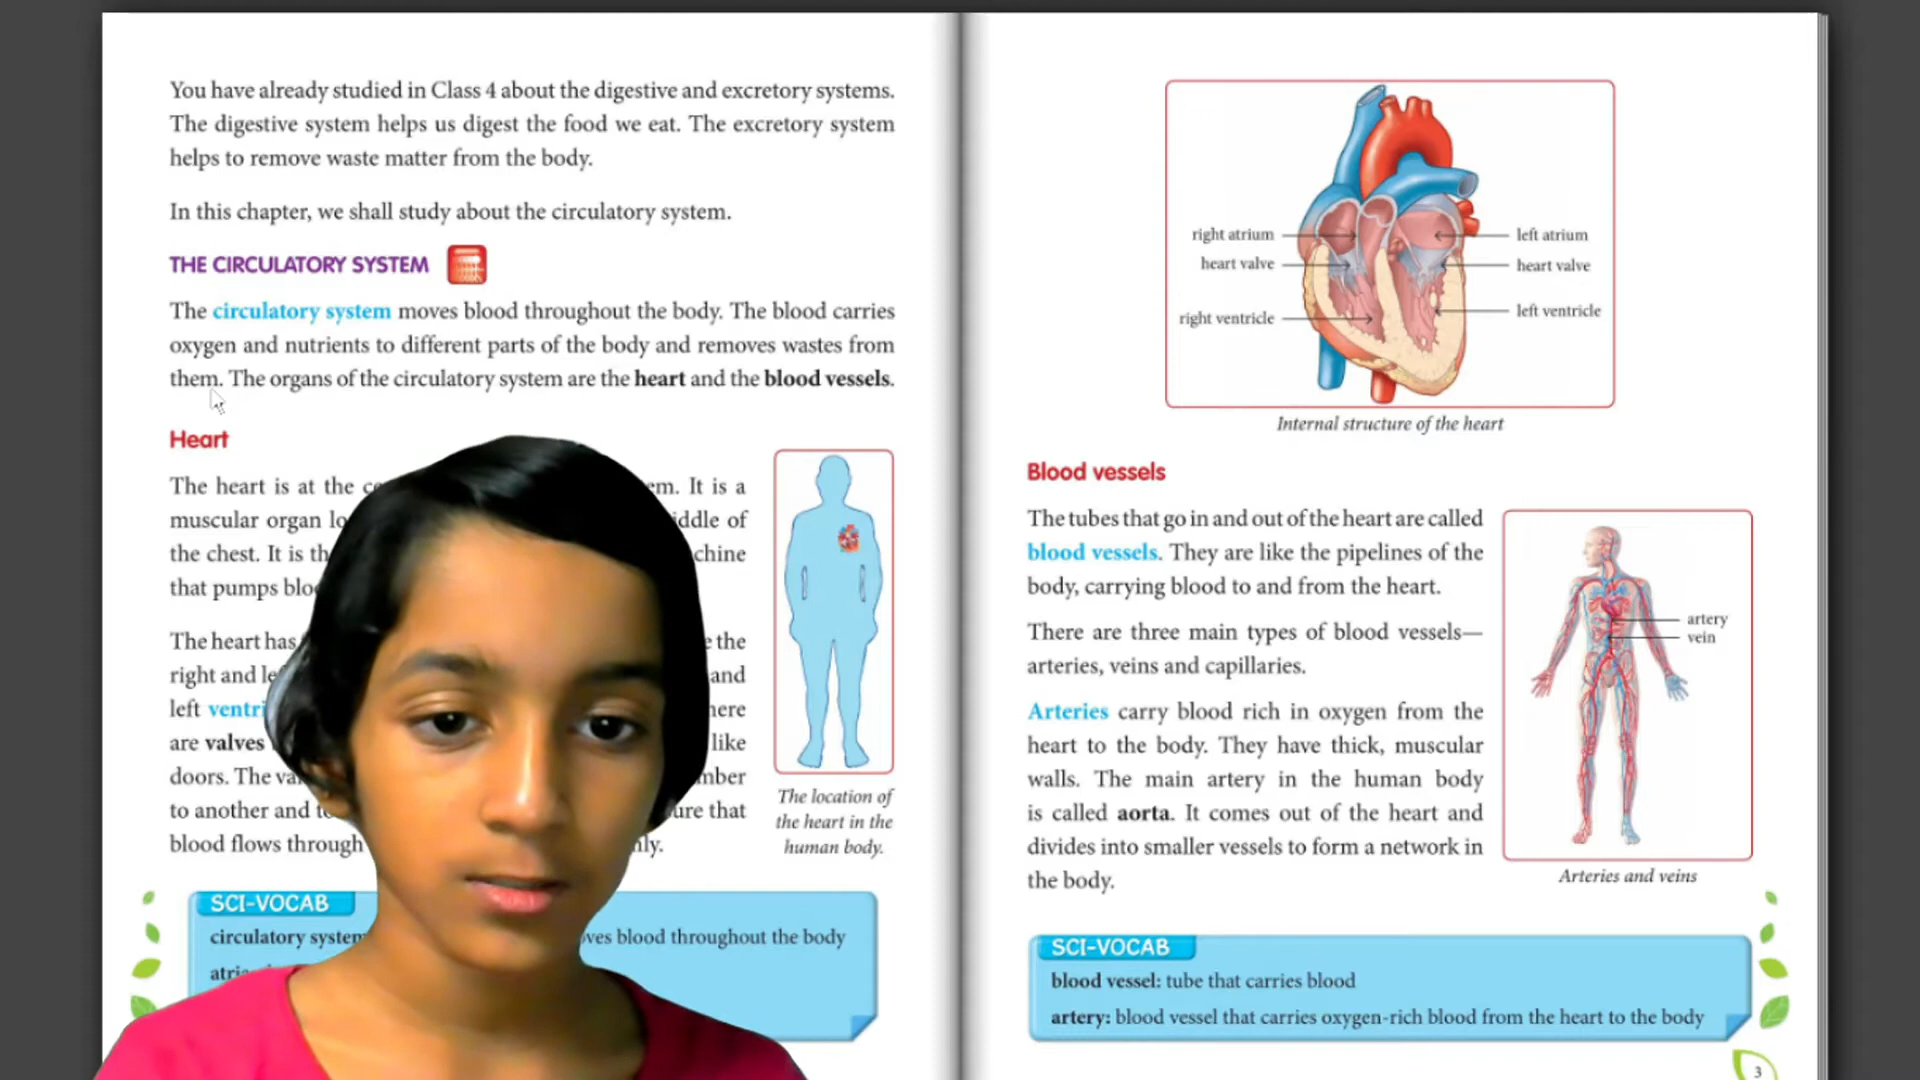 You have already studied in Class 4 about the digestive and excretory systems.
The digestive system helps us digest the food we eat. The excretory system
helps to remove waste matter from the body.
In this chapter, we shall study about the circulatory system.
THE CIRCULATORY SYSTEM
The circulatory system moves blood throughout the body. The blood carries
oxygen and nutrients to different parts of the body and removes wastes from
them. The organs of the circulatory system are the heart and the blood vessels.
Heart
The heart is at the It is a
muscular organ of
the chest. It is
that pumps
The heart has the
right and and
left
are valves like
doors. The
to another and that
blood flows through
The location of
the heart in the
human body.
SCI-VOCAB
circulatory system blood throughout the body
right atrium
heart valve
right ventricle
left atrium
heart valve
left ventricle
Internal structure of the heart
Blood vessels
The tubes that go in and out of the heart are called
blood vessels. They are like the pipelines of the
body, carrying blood to and from the heart.
There are three main types of blood vessels—
arteries, veins and capillaries.
Arteries carry blood rich in oxygen from the
heart to the body. They have thick, muscular
walls. The main artery in the human body
is called aorta. It comes out of the heart and
divides into smaller vessels to form a network in
the body.
artery
vein
Arteries and veins
SCI-VOCAB
blood vessel: tube that carries blood
artery: blood vessel that carries oxygen-rich blood from the heart to the body
3